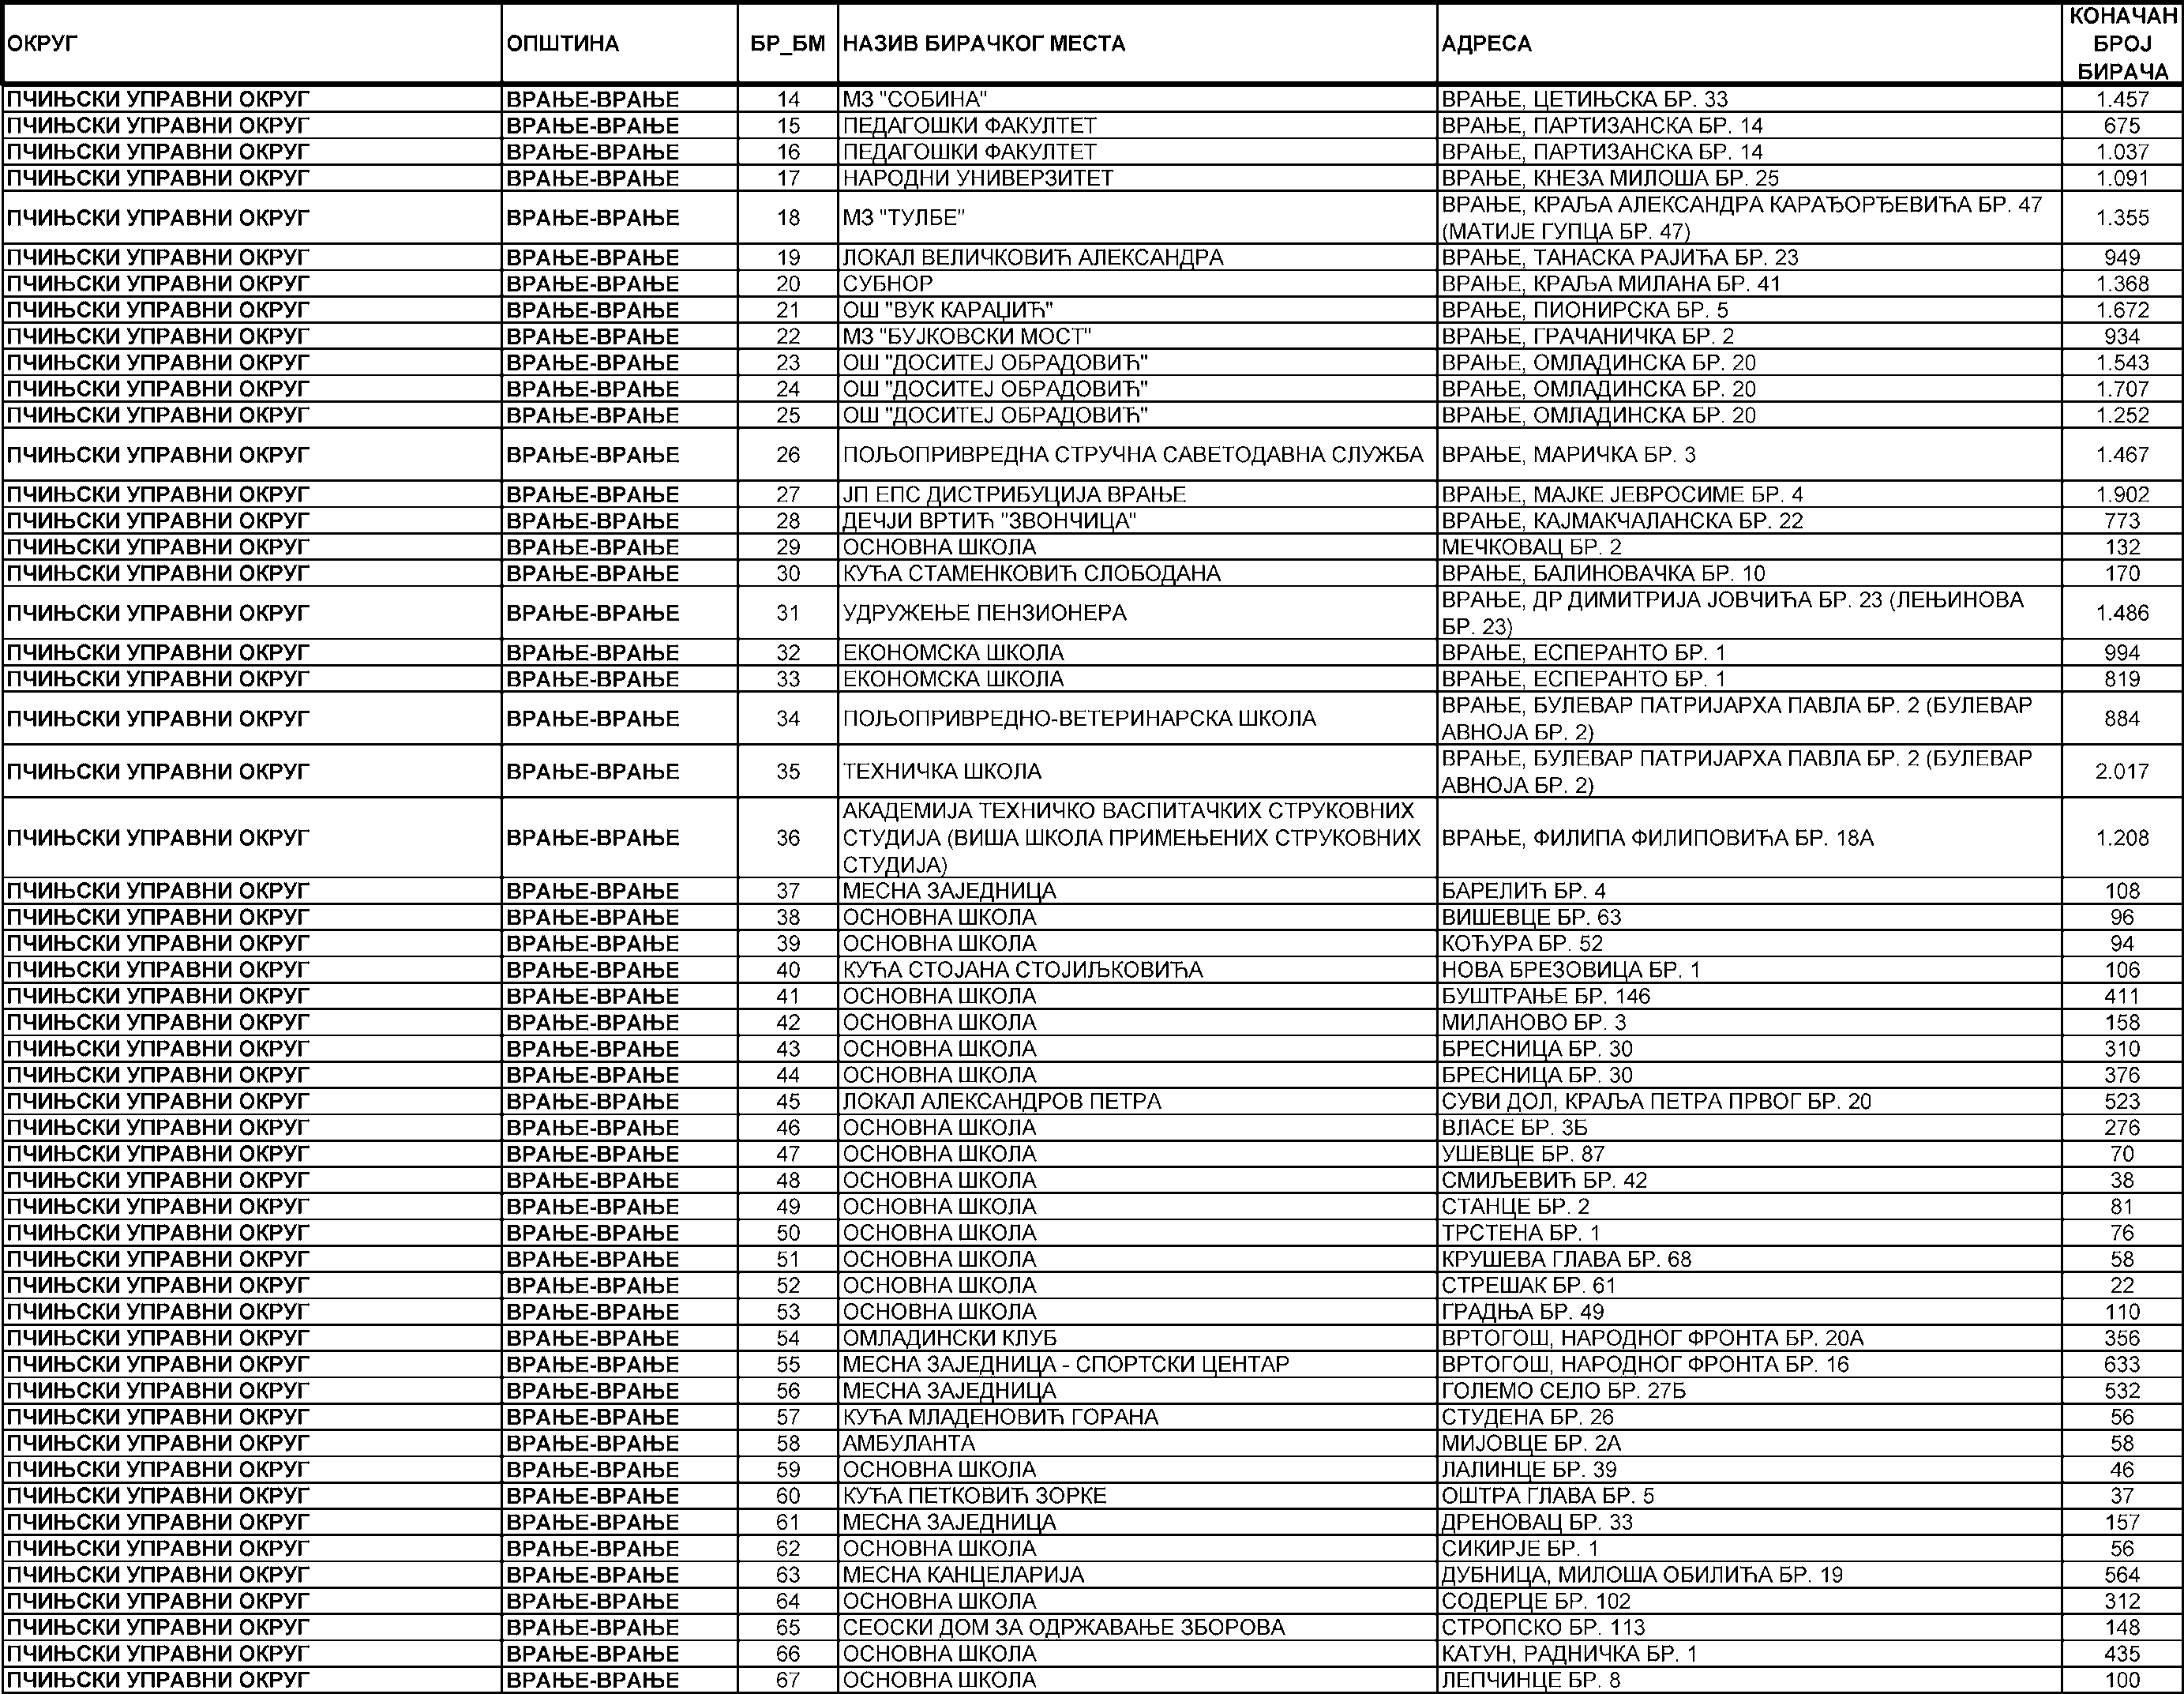 ОКРУГ ОПШТИНА БР_БМ НАЗИВ БИРАЧКОГ МЕСТА АДРЕСА КОНАЧАН БРОЈ БИРАЧА
ПЧИЊСКИ УПРАВНИ ОКРУГ ВРАЊЕ-ВРАЊЕ 14 МЗ "СОБИНА" ВРАЊЕ, ЦЕТИЊСКА БР. 33 1.457
ПЧИЊСКИ УПРАВНИ ОКРУГ ВРАЊЕ-ВРАЊЕ 15 ПЕДАГОШКИ ФАКУЛТЕТ ВРАЊЕ, ПАРТИЗАНСКА БР. 14 675
ПЧИЊСКИ УПРАВНИ ОКРУГ ВРАЊЕ-ВРАЊЕ 16 ПЕДАГОШКИ ФАКУЛТЕТ ВРАЊЕ, ПАРТИЗАНСКА БР. 14 1.037
ПЧИЊСКИ УПРАВНИ ОКРУГ ВРАЊЕ-ВРАЊЕ 17 НАРОДНИ УНИВЕРЗИТЕТ ВРАЊЕ, КНЕЗА МИЛОША БР. 25 1.091
ПЧИЊСКИ УПРАВНИ ОКРУГ ВРАЊЕ-ВРАЊЕ 18 МЗ "ТУЛБЕ" ВРАЊЕ, КРАЉА АЛЕКСАНДРА КАРАЂОРЂЕВИЋА БР. 47
(МАТИЈЕ ГУПЦА БР. 47) 1.355
ПЧИЊСКИ УПРАВНИ ОКРУГ ВРАЊЕ-ВРАЊЕ 19 ЛОКАЛ ВЕЛИЧКОВИЋ АЛЕКСАНДРА ВРАЊЕ, ТАНАСКА РАЈИЋА БР. 23 949
ПЧИЊСКИ УПРАВНИ ОКРУГ ВРАЊЕ-ВРАЊЕ 20 СУБНОР ВРАЊЕ, КРАЉА МИЛАНА БР. 41 1.368
ПЧИЊСКИ УПРАВНИ ОКРУГ ВРАЊЕ-ВРАЊЕ 21 ОШ "ВУК КАРАЏИЋ" ВРАЊЕ, ПИОНИРСКА БР. 5 1.672
ПЧИЊСКИ УПРАВНИ ОКРУГ ВРАЊЕ-ВРАЊЕ 22 МЗ "БУЈКОВСКИ МОСТ" ВРАЊЕ, ГРАЧАНИЧКА БР. 2 934
ПЧИЊСКИ УПРАВНИ ОКРУГ ВРАЊЕ-ВРАЊЕ 23 ОШ "ДОСИТЕЈ ОБРАДОВИЋ" ВРАЊЕ, ОМЛАДИНСКА БР. 20 1.543
ПЧИЊСКИ УПРАВНИ ОКРУГ ВРАЊЕ-ВРАЊЕ 24 ОШ "ДОСИТЕЈ ОБРАДОВИЋ" ВРАЊЕ, ОМЛАДИНСКА БР. 20 1.707
ПЧИЊСКИ УПРАВНИ ОКРУГ ВРАЊЕ-ВРАЊЕ 25 ОШ "ДОСИТЕЈ ОБРАДОВИЋ" ВРАЊЕ, ОМЛАДИНСКА БР. 20 1.252
ПЧИЊСКИ УПРАВНИ ОКРУГ ВРАЊЕ-ВРАЊЕ 26 ПОЉОПРИВРЕДНА СТРУЧНА САВЕТОДАВНА СЛУЖБА ВРАЊЕ, МАРИЧКА БР. 3 1.467
ПЧИЊСКИ УПРАВНИ ОКРУГ ВРАЊЕ-ВРАЊЕ 27 ЈП ЕПС ДИСТРИБУЦИЈА ВРАЊЕ ВРАЊЕ, МАЈКЕ ЈЕВРОСИМЕ БР. 4 1.902
ПЧИЊСКИ УПРАВНИ ОКРУГ ВРАЊЕ-ВРАЊЕ 28 ДЕЧЈИ ВРТИЋ "ЗВОНЧИЦА" ВРАЊЕ, КАЈМАКЧАЛАНСКА БР. 22 773
ПЧИЊСКИ УПРАВНИ ОКРУГ ВРАЊЕ-ВРАЊЕ 29 ОСНОВНА ШКОЛА МЕЧКОВАЦ БР. 2 132
ПЧИЊСКИ УПРАВНИ ОКРУГ ВРАЊЕ-ВРАЊЕ 30 КУЋА СТАМЕНКОВИЋ СЛОБОДАНА ВРАЊЕ, БАЛИНОВАЧКА БР. 10 170
ПЧИЊСКИ УПРАВНИ ОКРУГ ВРАЊЕ-ВРАЊЕ 31 УДРУЖЕЊЕ ПЕНЗИОНЕРА ВРАЊЕ, ДР ДИМИТРИЈА ЈОВЧИЋА БР. 23 (ЛЕЊИНОВА
БР. 23) 1.486
ПЧИЊСКИ УПРАВНИ ОКРУГ ВРАЊЕ-ВРАЊЕ 32 ЕКОНОМСКА ШКОЛА ВРАЊЕ, ЕСПЕРАНТО БР. 1 994
ПЧИЊСКИ УПРАВНИ ОКРУГ ВРАЊЕ-ВРАЊЕ 33 ЕКОНОМСКА ШКОЛА ВРАЊЕ, ЕСПЕРАНТО БР. 1 819
ПЧИЊСКИ УПРАВНИ ОКРУГ ВРАЊЕ-ВРАЊЕ 34 ПОЉОПРИВРЕДНО-ВЕТЕРИНАРСКА ШКОЛА ВРАЊЕ, БУЛЕВАР ПАТРИЈАРХА ПАВЛА БР. 2 (БУЛЕВАР
АВНОЈА БР. 2) 884
ПЧИЊСКИ УПРАВНИ ОКРУГ ВРАЊЕ-ВРАЊЕ 35 ТЕХНИЧКА ШКОЛА ВРАЊЕ, БУЛЕВАР ПАТРИЈАРХА ПАВЛА БР. 2 (БУЛЕВАР
АВНОЈА БР. 2) 2.017
ПЧИЊСКИ УПРАВНИ ОКРУГ ВРАЊЕ-ВРАЊЕ 36 АКАДЕМИЈА ТЕХНИЧКО ВАСПИТАЧКИХ СТРУКОВНИХ
СТУДИЈА (ВИША ШКОЛА ПРИМЕЊЕНИХ СТРУКОВНИХ
СТУДИЈА) ВРАЊЕ, ФИЛИПА ФИЛИПОВИЋА БР. 18А 1.208
ПЧИЊСКИ УПРАВНИ ОКРУГ ВРАЊЕ-ВРАЊЕ 37 МЕСНА ЗАЈЕДНИЦА БАРЕЛИЋ БР. 4 108
ПЧИЊСКИ УПРАВНИ ОКРУГ ВРАЊЕ-ВРАЊЕ 38 ОСНОВНА ШКОЛА ВИШЕВЦЕ БР. 63 96
ПЧИЊСКИ УПРАВНИ ОКРУГ ВРАЊЕ-ВРАЊЕ 39 ОСНОВНА ШКОЛА КОЋУРА БР. 52 94
ПЧИЊСКИ УПРАВНИ ОКРУГ ВРАЊЕ-ВРАЊЕ 40 КУЋА СТОЈАНА СТОЈИЉКОВИЋА НОВА БРЕЗОВИЦА БР. 1 106
ПЧИЊСКИ УПРАВНИ ОКРУГ ВРАЊЕ-ВРАЊЕ 41 ОСНОВНА ШКОЛА БУШТРАЊЕ БР. 146 411
ПЧИЊСКИ УПРАВНИ ОКРУГ ВРАЊЕ-ВРАЊЕ 42 ОСНОВНА ШКОЛА МИЛАНОВО БР. 3 158
ПЧИЊСКИ УПРАВНИ ОКРУГ ВРАЊЕ-ВРАЊЕ 43 ОСНОВНА ШКОЛА БРЕСНИЦА БР. 30 310
ПЧИЊСКИ УПРАВНИ ОКРУГ ВРАЊЕ-ВРАЊЕ 44 ОСНОВНА ШКОЛА БРЕСНИЦА БР. 30 376
ПЧИЊСКИ УПРАВНИ ОКРУГ ВРАЊЕ-ВРАЊЕ 45 ЛОКАЛ АЛЕКСАНДРОВ ПЕТРА СУВИ ДОЛ, КРАЉА ПЕТРА ПРВОГ БР. 20 523
ПЧИЊСКИ УПРАВНИ ОКРУГ ВРАЊЕ-ВРАЊЕ 46 ОСНОВНА ШКОЛА ВЛАСЕ БР. 3Б 276
ПЧИЊСКИ УПРАВНИ ОКРУГ ВРАЊЕ-ВРАЊЕ 47 ОСНОВНА ШКОЛА УШЕВЦЕ БР. 87 70
ПЧИЊСКИ УПРАВНИ ОКРУГ ВРАЊЕ-ВРАЊЕ 48 ОСНОВНА ШКОЛА СМИЉЕВИЋ БР. 42 38
ПЧИЊСКИ УПРАВНИ ОКРУГ ВРАЊЕ-ВРАЊЕ 49 ОСНОВНА ШКОЛА СТАНЦЕ БР. 2 81
ПЧИЊСКИ УПРАВНИ ОКРУГ ВРАЊЕ-ВРАЊЕ 50 ОСНОВНА ШКОЛА ТРСТЕНА БР. 1 76
ПЧИЊСКИ УПРАВНИ ОКРУГ ВРАЊЕ-ВРАЊЕ 51 ОСНОВНА ШКОЛА КРУШЕВА ГЛАВА БР. 68 58
ПЧИЊСКИ УПРАВНИ ОКРУГ ВРАЊЕ-ВРАЊЕ 52 ОСНОВНА ШКОЛА СТРЕШАК БР. 61 22
ПЧИЊСКИ УПРАВНИ ОКРУГ ВРАЊЕ-ВРАЊЕ 53 ОСНОВНА ШКОЛА ГРАДЊА БР. 49 110
ПЧИЊСКИ УПРАВНИ ОКРУГ ВРАЊЕ-ВРАЊЕ 54 ОМЛАДИНСКИ КЛУБ ВРТОГОШ, НАРОДНОГ ФРОНТА БР. 20А 356
ПЧИЊСКИ УПРАВНИ ОКРУГ ВРАЊЕ-ВРАЊЕ 55 МЕСНА ЗАЈЕДНИЦА - СПОРТСКИ ЦЕНТАР ВРТОГОШ, НАРОДНОГ ФРОНТА БР. 16 633
ПЧИЊСКИ УПРАВНИ ОКРУГ ВРАЊЕ-ВРАЊЕ 56 МЕСНА ЗАЈЕДНИЦА ГОЛЕМО СЕЛО БР. 27Б 532
ПЧИЊСКИ УПРАВНИ ОКРУГ ВРАЊЕ-ВРАЊЕ 57 КУЋА МЛАДЕНОВИЋ ГОРАНА СТУДЕНА БР. 26 56
ПЧИЊСКИ УПРАВНИ ОКРУГ ВРАЊЕ-ВРАЊЕ 58 АМБУЛАНТА МИЈОВЦЕ БР. 2А 58
ПЧИЊСКИ УПРАВНИ ОКРУГ ВРАЊЕ-ВРАЊЕ 59 ОСНОВНА ШКОЛА ЛАЛИНЦЕ БР. 39 46
ПЧИЊСКИ УПРАВНИ ОКРУГ ВРАЊЕ-ВРАЊЕ 60 КУЋА ПЕТКОВИЋ ЗОРКЕ ОШТРА ГЛАВА БР. 5 37
ПЧИЊСКИ УПРАВНИ ОКРУГ ВРАЊЕ-ВРАЊЕ 61 МЕСНА ЗАЈЕДНИЦА ДРЕНОВАЦ БР. 33 157
ПЧИЊСКИ УПРАВНИ ОКРУГ ВРАЊЕ-ВРАЊЕ 62 ОСНОВНА ШКОЛА СИКИРЈЕ БР. 1 56
ПЧИЊСКИ УПРАВНИ ОКРУГ ВРАЊЕ-ВРАЊЕ 63 МЕСНА КАНЦЕЛАРИЈА ДУБНИЦА, МИЛОША ОБИЛИЋА БР. 19 564
ПЧИЊСКИ УПРАВНИ ОКРУГ ВРАЊЕ-ВРАЊЕ 64 ОСНОВНА ШКОЛА СОДЕРЦЕ БР. 102 312
ПЧИЊСКИ УПРАВНИ ОКРУГ ВРАЊЕ-ВРАЊЕ 65 СЕОСКИ ДОМ ЗА ОДРЖАВАЊЕ ЗБОРОВА СТРОПСКО БР. 113 148
ПЧИЊСКИ УПРАВНИ ОКРУГ ВРАЊЕ-ВРАЊЕ 66 ОСНОВНА ШКОЛА КАТУН, РАДНИЧКА БР. 1 435
ПЧИЊСКИ УПРАВНИ ОКРУГ ВРАЊЕ-ВРАЊЕ 67 ОСНОВНА ШКОЛА ЛЕПЧИНЦЕ БР. 8 100